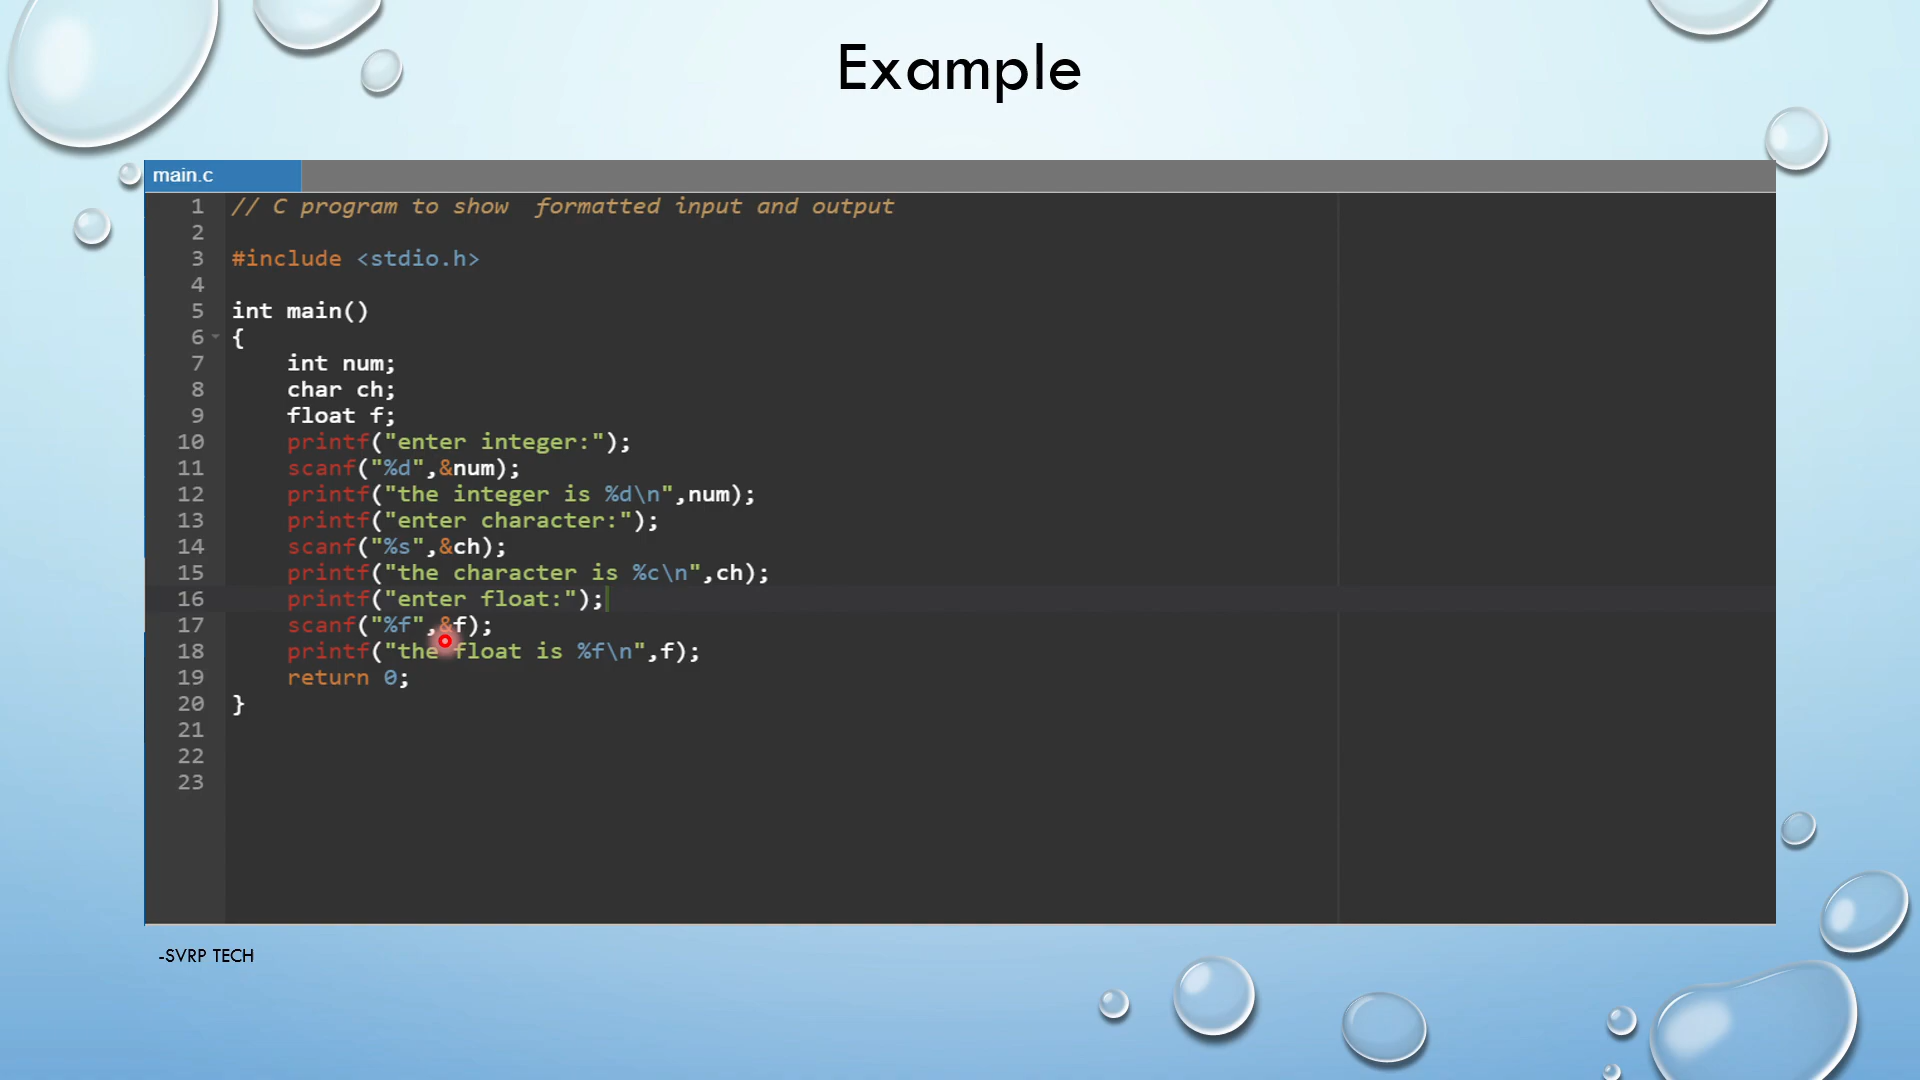 Example
main.c
1 // C program to show  formatted input and output
2
3 #include <stdio.h>
4
5 int main()
6 {
7     int num;
8     char ch;
9     float f;
10     printf("enter integer:");
11     scanf("%d",&num);
12     printf("the integer is %d\n",num);
13     printf("enter character:");
14     scanf("%s",&ch);
15     printf("the character is %c\n",ch);
16     printf("enter float:");
17     scanf("%f",&f);
18     printf("the float is %f\n",f);
19     return 0;
20 }
21
22
23
-SVRP TECH